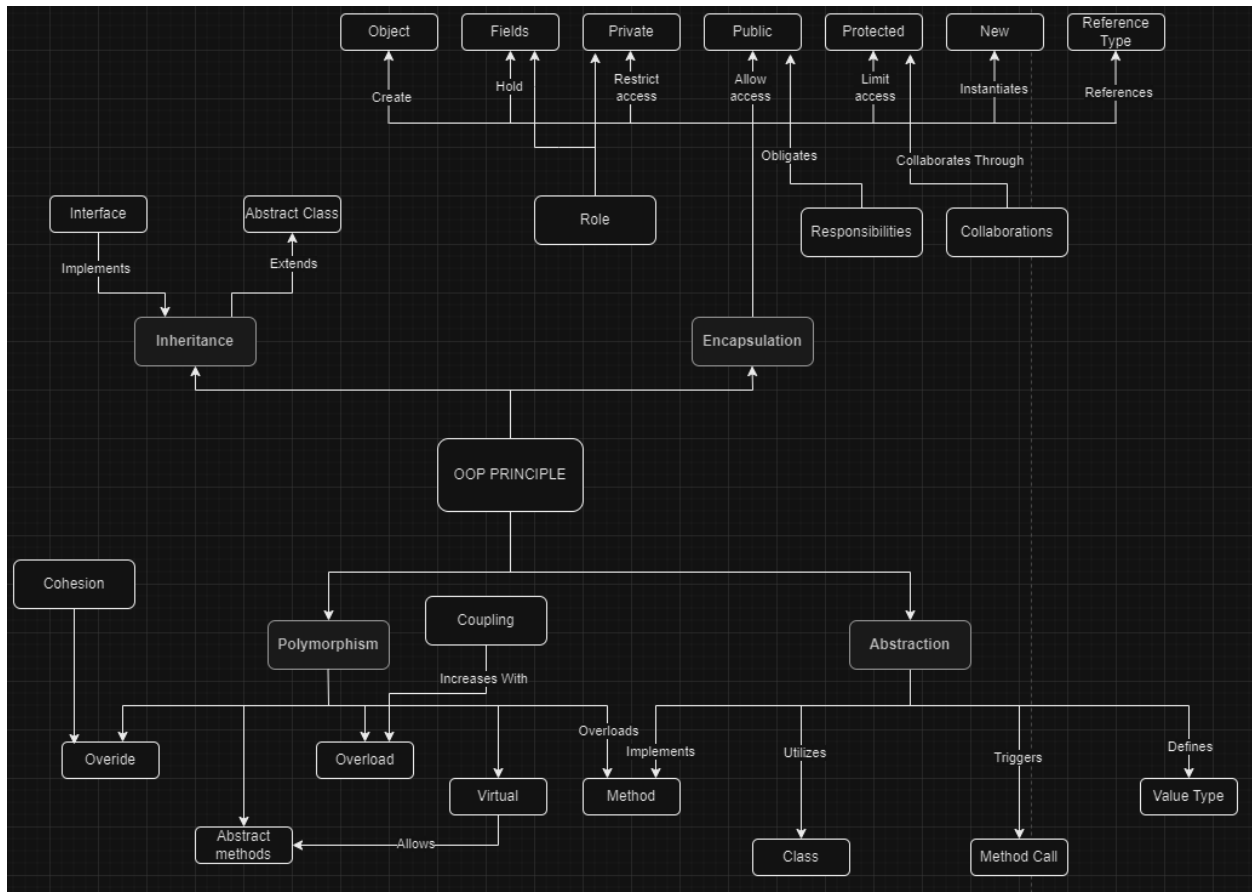 Object
Fields
Private
Public
Protected
New
Reference
Type
Create
Hold
Restrict
access
Allow
access
Limit
access
Instantiates
References
Obligates
Collaborates Through
Interface
Abstract Class
Role
Responsibilities
Collaborations
Implements
Extends
Inheritance
Encapsulation
OOP PRINCIPLE
Cohesion
Coupling
Polymorphism
Abstraction
Increases With
Overloads
Implements
Utilizes
Triggers
Defines
Overide
Overload
Virtual
Method
Value Type
Abstract
methods
Allows
Class
Method Call